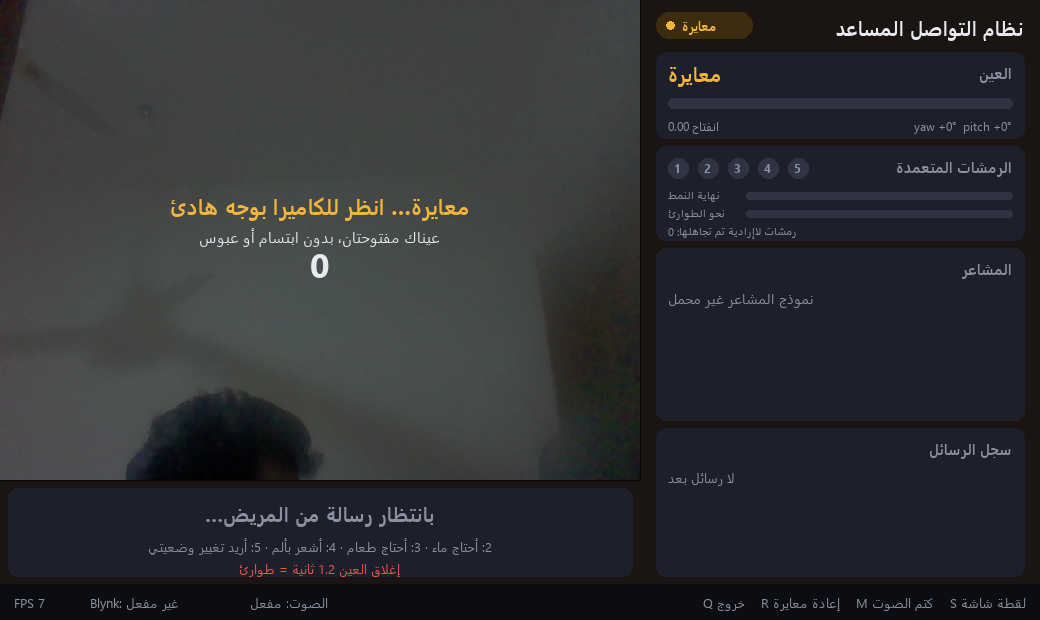 نظام التواصل المساعد
معايرة
العين
معايرة
انفتاح 0.00
yaw +0° pitch +0°
الرمشات المتعمدة
1 2 3 4 5
نهاية النمط
نحو الطوارئ
رمشات لاإرادية تم تجاهلها: 0
المشاعر
نموذج المشاعر غير محمل
سجل الرسائل
لا رسائل بعد
معايرة... انظر للكاميرا بوجه هادئ
عيناك مفتوحتان، بدون ابتسام أو عبوس
0
بانتظار رسالة من المريض...
2: أحتاج ماء · 3: أحتاج طعام · 4: أشعر بألم · 5: أريد تغيير وضعيتي
إغلاق العين 1.2 ثانية = طوارئ
FPS 7
Blynk: غير مفعل
الصوت: مفعل
Q خروج R إعادة معايرة M كتم الصوت S لقطة شاشة